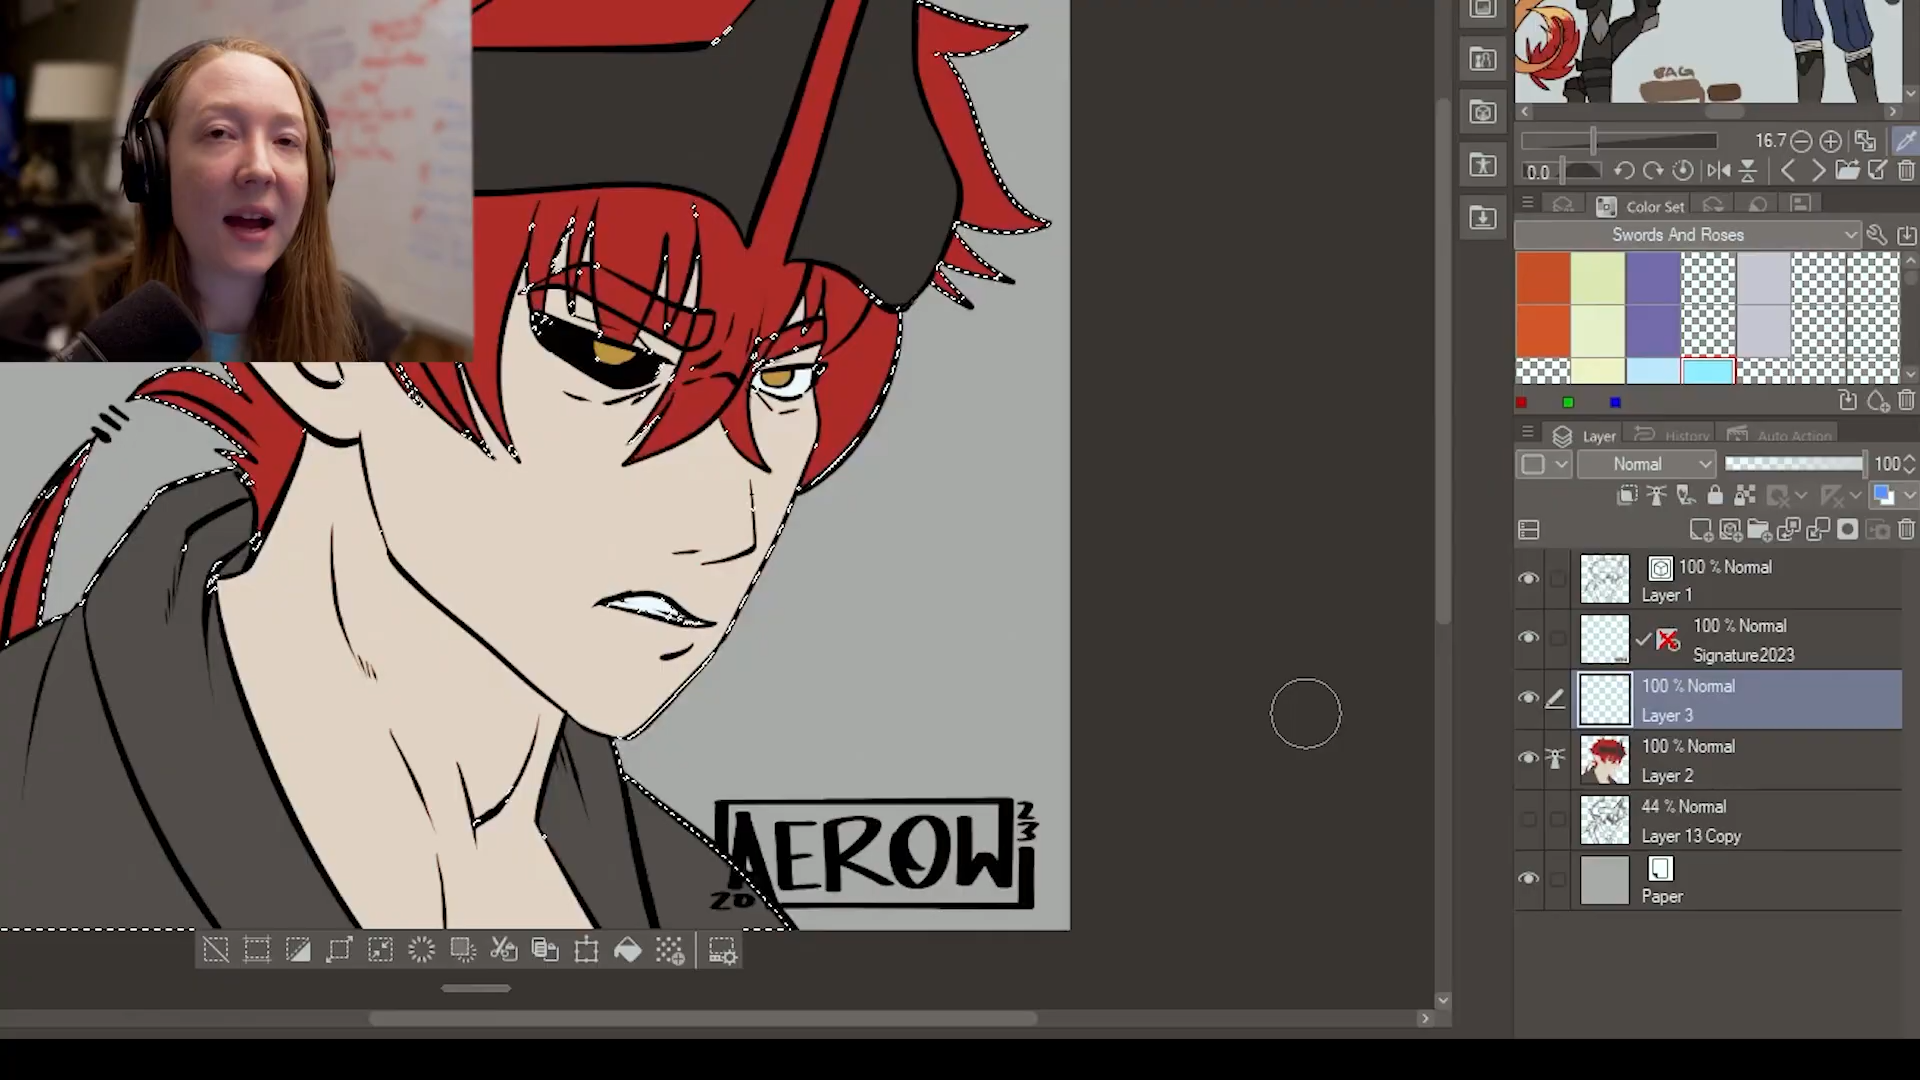 BAG
16.7
0.0
Color Set
Swords And Roses
Layer
History
Auto Action
Normal
100
100 % Normal
Layer 1
100 % Normal
Signature2023
100 % Normal
Layer 3
100 % Normal
Layer 2
44 % Normal
Layer 13 Copy
Paper
AEROW
20
23